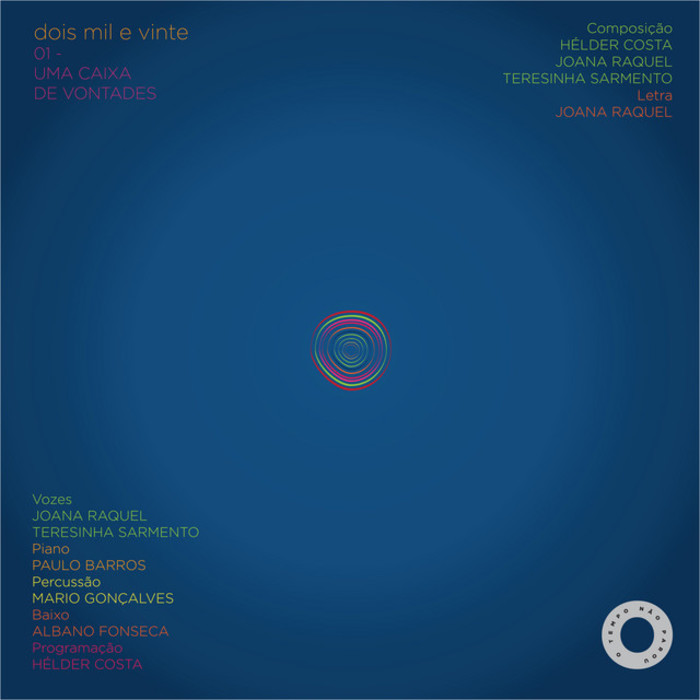 dois mil e vinte
01 -
UMA CAIXA
DE VONTADES
Composição
HÉLDER COSTA
JOANA RAQUEL
TERESINHA SARMENTO
Letra
JOANA RAQUEL
Vozes
JOANA RAQUEL
TERESINHA SARMENTO
Piano
PAULO BARROS
Percussão
MARIO GONÇALVES
Baixo
ALBANO FONSECA
Programação
HÉLDER COSTA
O TEMPO NÃO PAROU